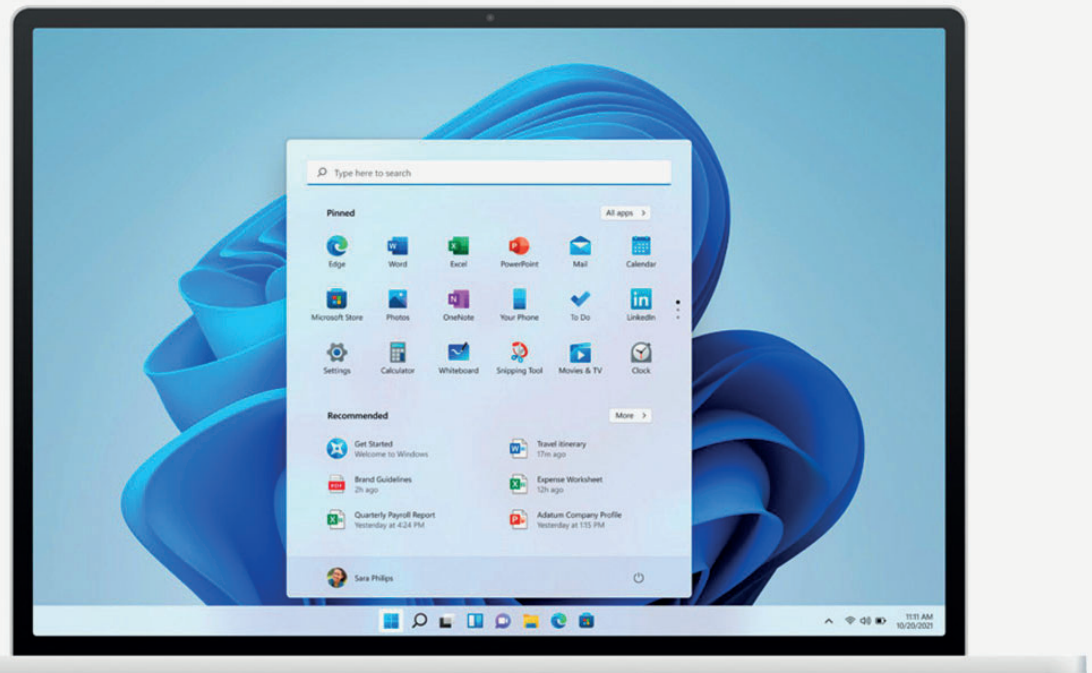 Type here to search
Pinned
All apps >
Edge
Word
Excel
PowerPoint
Mail
Calendar
Microsoft Store
Photos
OneNote
Your Phone
To Do
LinkedIn
Settings
Calculator
Whiteboard
Snipping Tool
Movies & TV
Clock
Recommended
More >
Get Started
Welcome to Windows
Travel itinerary
17m ago
Brand Guidelines
2h ago
Expense Worksheet
12h ago
Quarterly Payroll Report
Yesterday at 4:24 PM
Adatum Company Profile
Yesterday at 1:15 PM
Sara Philips
11:11 AM
10/20/2021